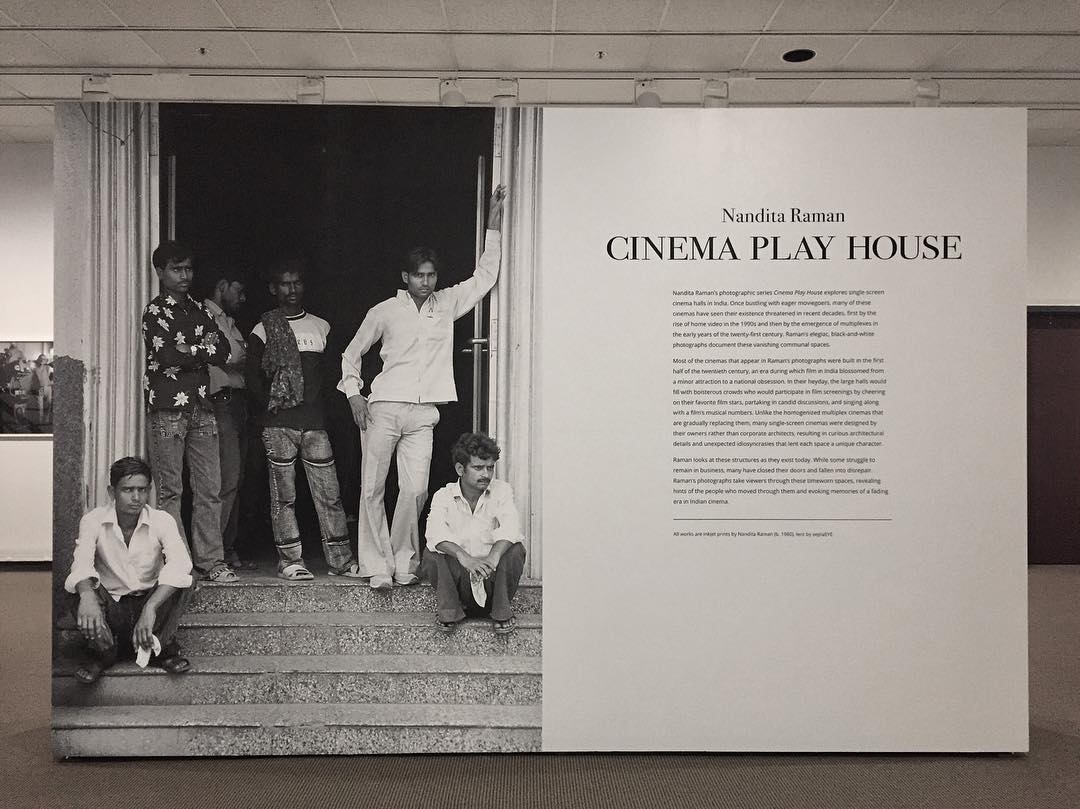 Nandita Raman
CINEMA PLAY HOUSE
Nandita Raman's photographic series Cinema Play House explores single-screen
cinema halls in India. Once bustling with eager moviegoers, many of these
cinemas have seen their existence threatened in recent decades, first by the
rise of home video in the 1990s and then by the emergence of multiplexes in
the early years of the twenty-first century. Raman's elegiac, black-and-white
photographs document these vanishing communal spaces.
Most of the cinemas that appear in Raman's photographs were built in the first
half of the twentieth century, an era during which film in India blossomed from
a minor attraction to a national obsession. In their heyday, the large halls would
fill with boisterous crowds who would participate in film screenings by cheering
on their favorite film stars, partaking in candid discussions, and singing along
with a film's musical numbers. Unlike the homogenized multiplex cinemas that
are gradually replacing them, many single-screen cinemas were designed by
their owners rather than corporate architects, resulting in curious architectural
details and unexpected idiosyncrasies that lent each space a unique character.
Raman looks at these structures as they exist today. While some struggle to
remain in business, many have closed their doors and fallen into disrepair.
Raman's photographs take viewers through these timeworn spaces, revealing
hints of the people who moved through them and evoking memories of a fading
era in Indian cinema.
All works are inkjet prints by Nandita Raman (b. 1980), lent by sepiaEYE